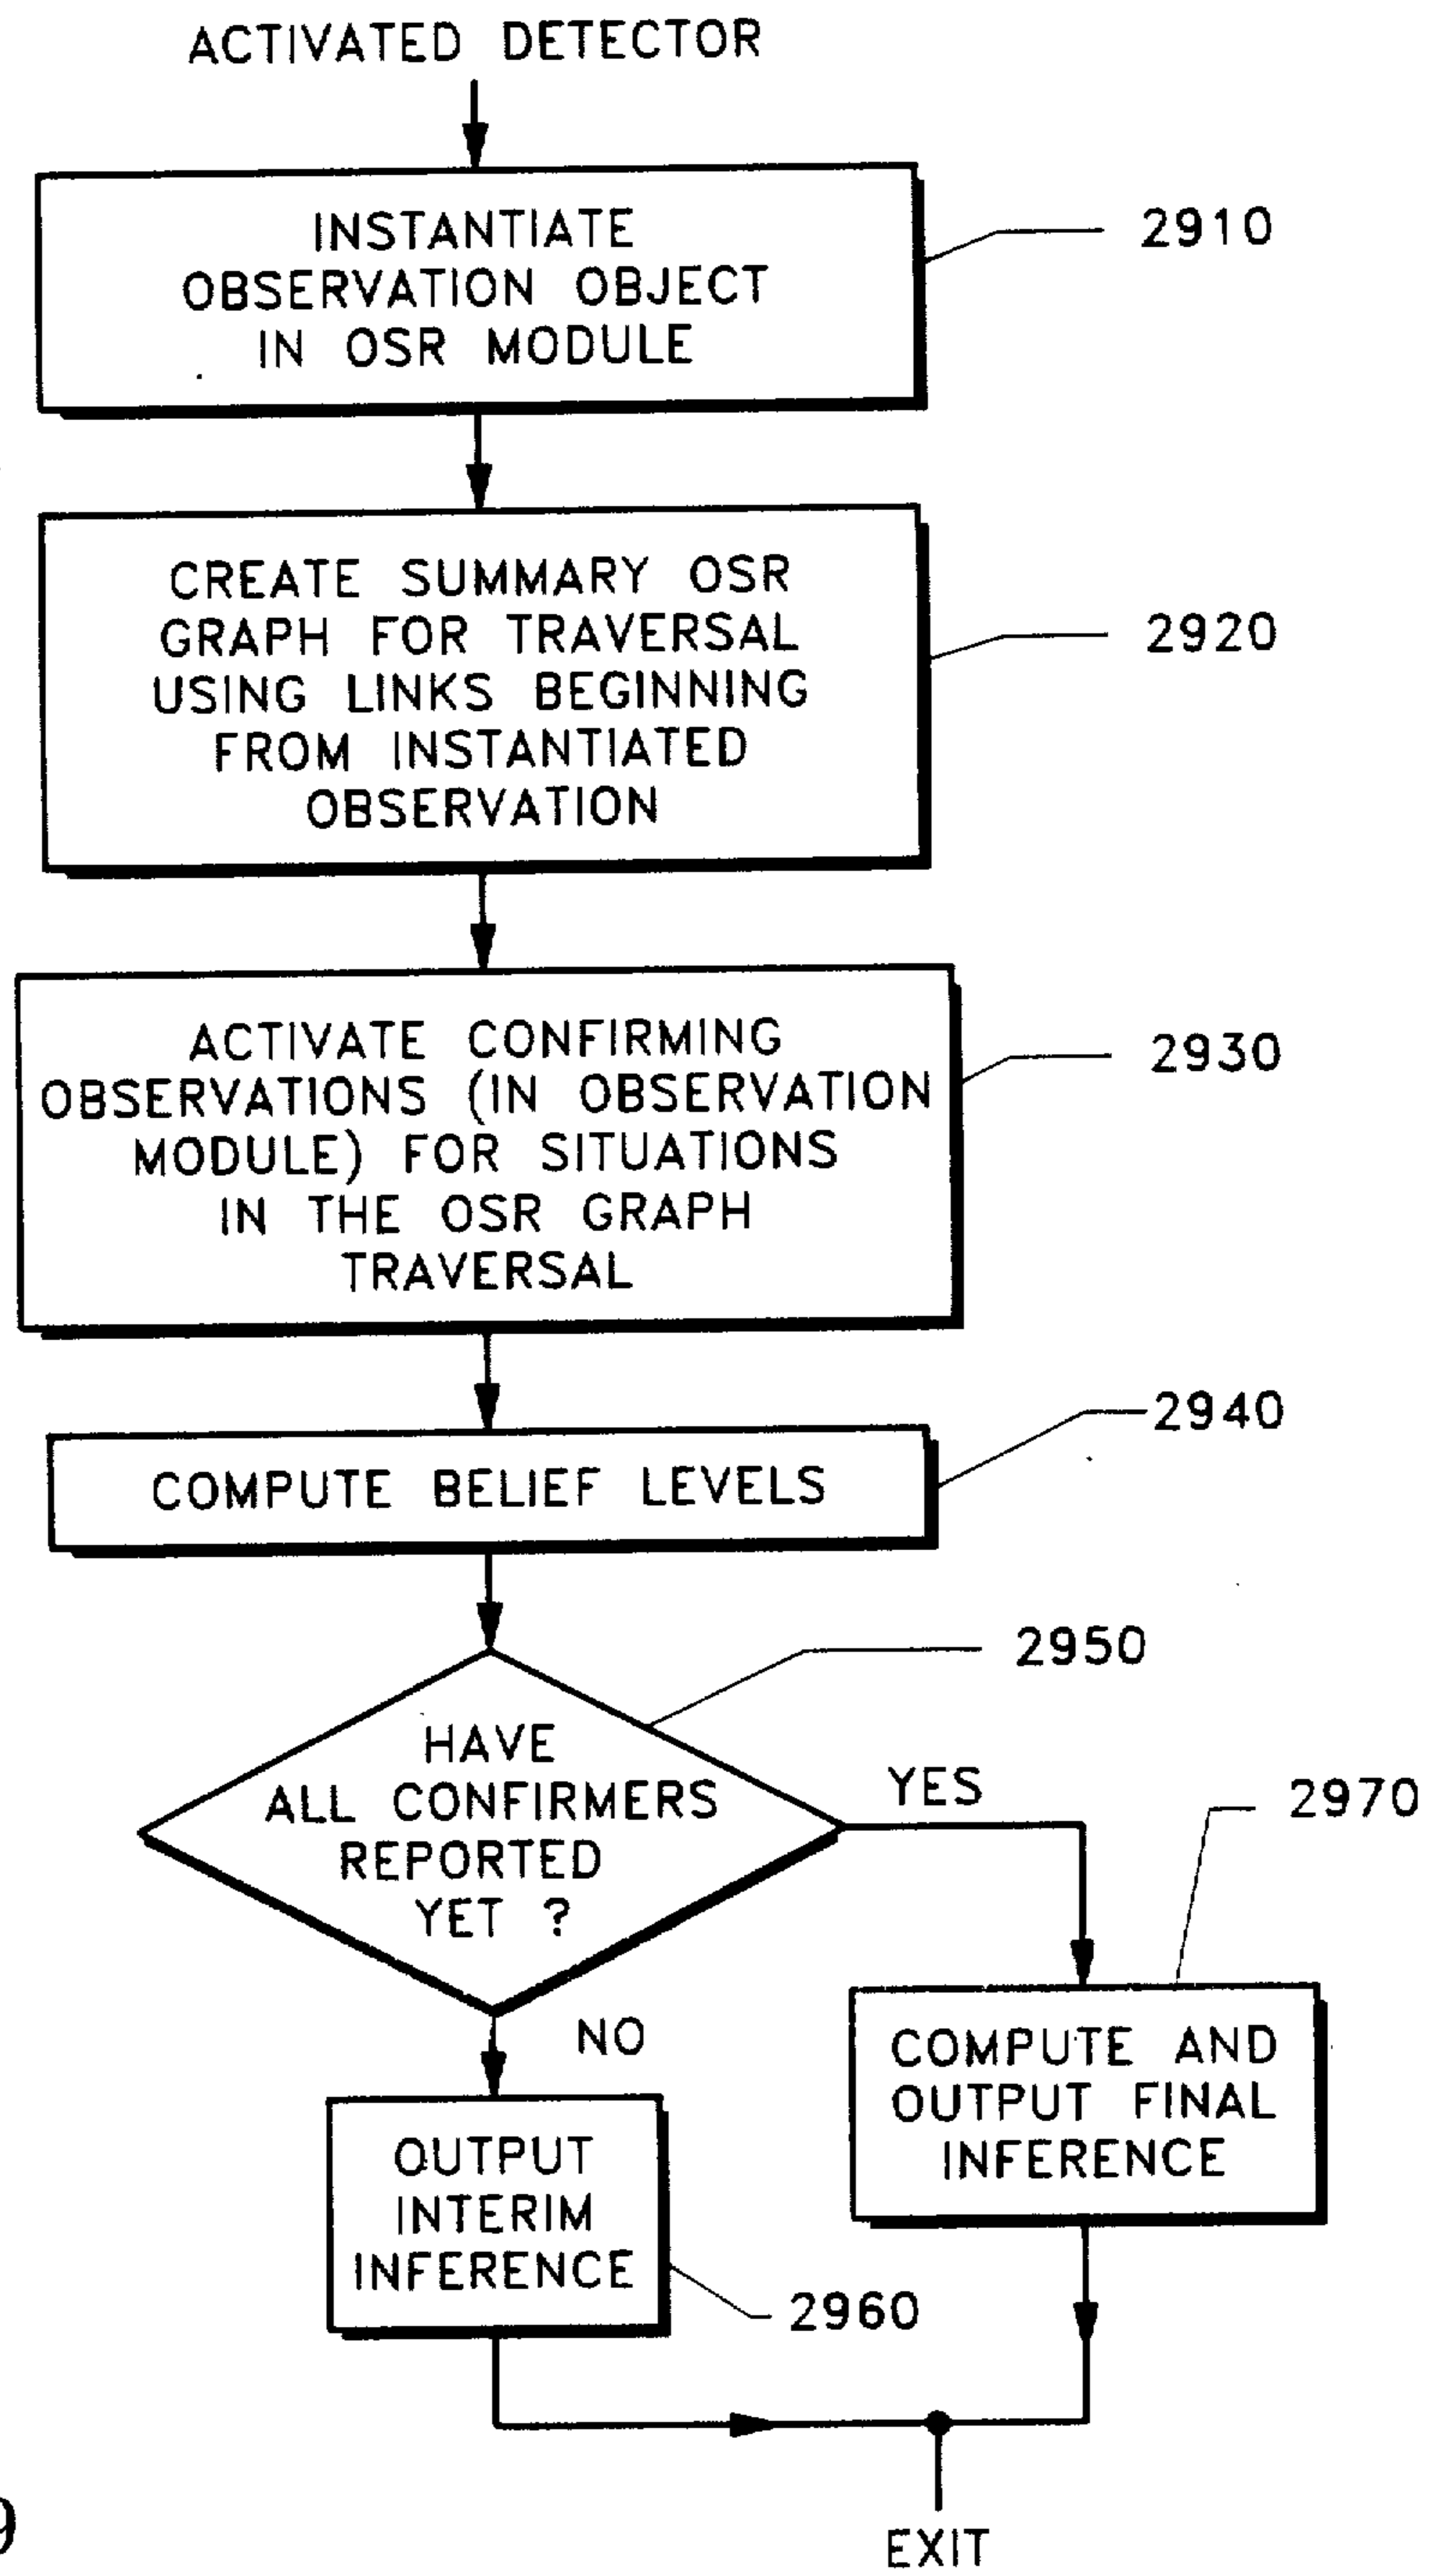 ACTIVATED DETECTOR
INSTANTIATE
OBSERVATION OBJECT
IN OSR MODULE
2910
CREATE SUMMARY OSR
GRAPH FOR TRAVERSAL
USING LINKS BEGINNING
FROM INSTANTIATED
OBSERVATION
2920
ACTIVATE CONFIRMING
OBSERVATIONS (IN OBSERVATION
MODULE) FOR SITUATIONS
IN THE OSR GRAPH
TRAVERSAL
2930
COMPUTE BELIEF LEVELS
2940
HAVE
ALL CONFIRMERS
REPORTED
YET ?
2950
YES
2970
NO
COMPUTE AND
OUTPUT FINAL
INFERENCE
OUTPUT
INTERIM
INFERENCE
2960
EXIT